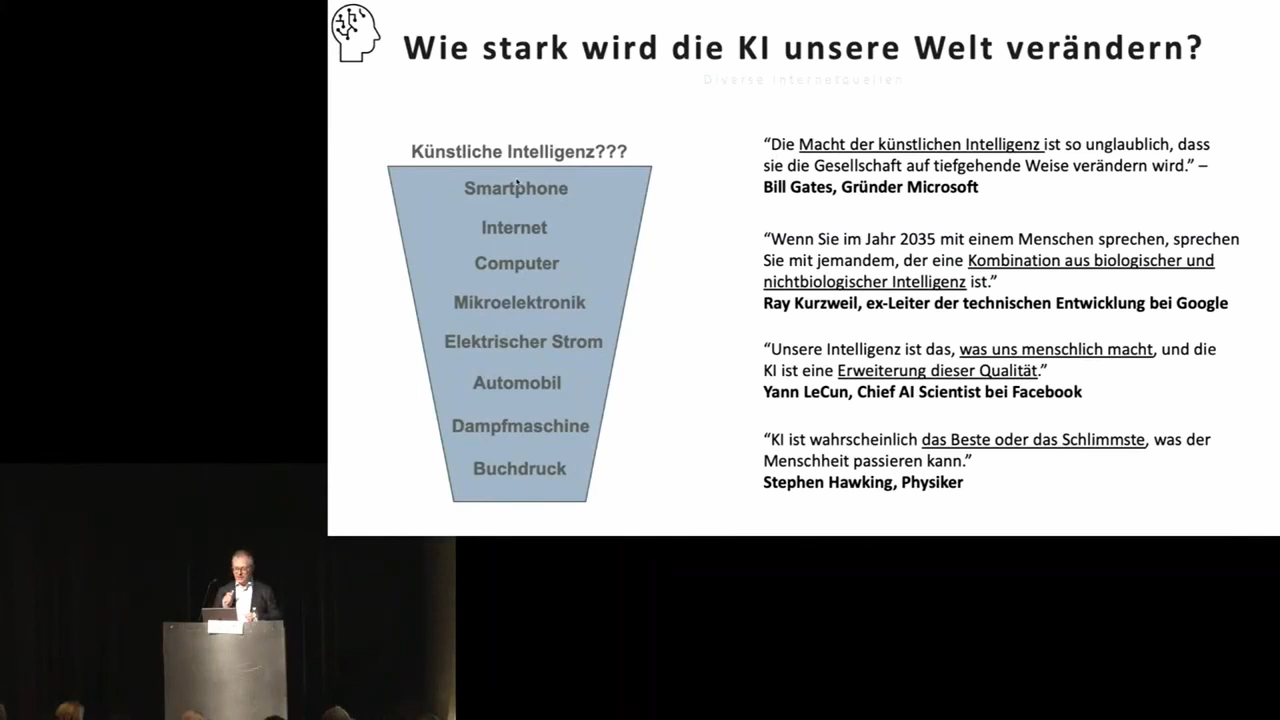 Wie stark wird die KI unsere Welt verändern?
Diverse Internetquellen
Künstliche Intelligenz???
Smartphone
Internet
Computer
Mikroelektronik
Elektrischer Strom
Automobil
Dampfmaschine
Buchdruck
“Die Macht der künstlichen Intelligenz ist so unglaublich, dass
sie die Gesellschaft auf tiefgehende Weise verändern wird.” –
Bill Gates, Gründer Microsoft
“Wenn Sie im Jahr 2035 mit einem Menschen sprechen, sprechen
Sie mit jemandem, der eine Kombination aus biologischer und
nichtbiologischer Intelligenz ist.”
Ray Kurzweil, ex-Leiter der technischen Entwicklung bei Google
“Unsere Intelligenz ist das, was uns menschlich macht, und die
KI ist eine Erweiterung dieser Qualität.”
Yann LeCun, Chief AI Scientist bei Facebook
“KI ist wahrscheinlich das Beste oder das Schlimmste, was der
Menschheit passieren kann.”
Stephen Hawking, Physiker